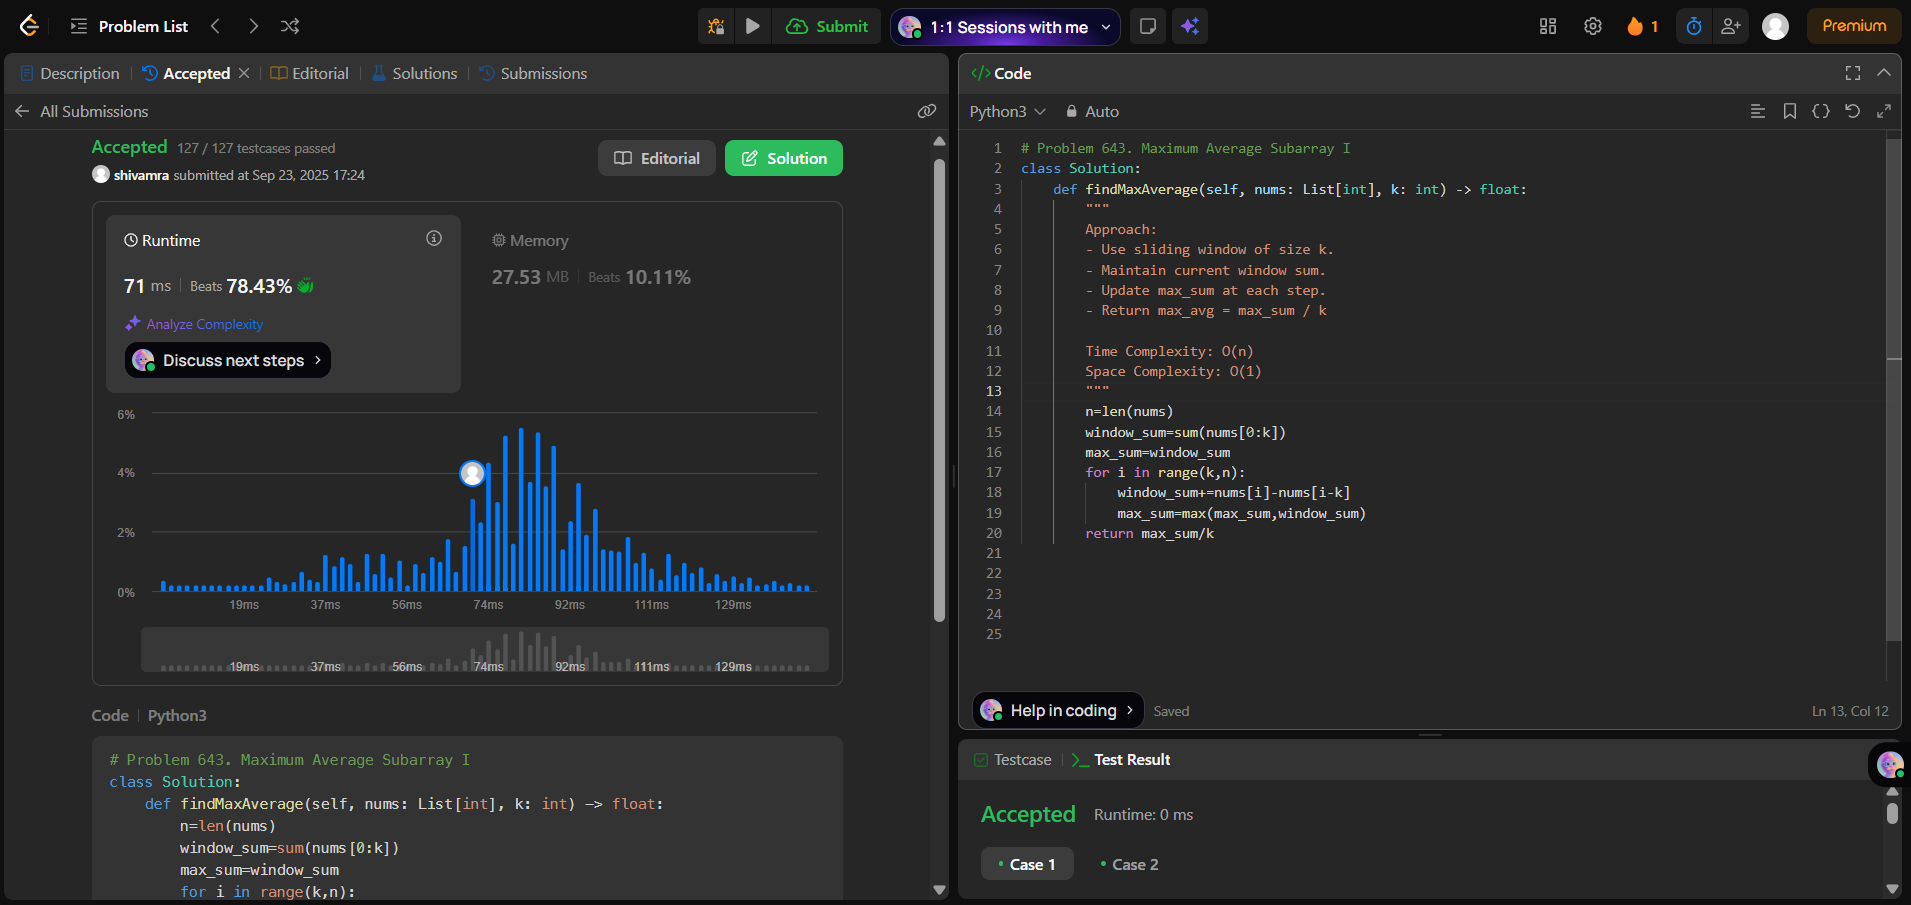 Problem List
Submit
1:1 Sessions with me
1
Premium
Description
Accepted
Editorial
Solutions
Submissions
All Submissions
Accepted 127 / 127 testcases passed
shivamra submitted at Sep 23, 2025 17:24
Editorial
Solution
Runtime
71 ms Beats 78.43%
Analyze Complexity
Discuss next steps
Memory
27.53 MB Beats 10.11%
6%
4%
2%
0%
19ms 37ms 56ms 74ms 92ms 111ms 129ms
19ms 37ms 56ms 74ms 92ms 111ms 129ms
Code Python3
# Problem 643. Maximum Average Subarray I
class Solution:
def findMaxAverage(self, nums: List[int], k: int) -> float:
n=len(nums)
window_sum=sum(nums[0:k])
max_sum=window_sum
for i in range(k,n):
</> Code
Python3
Auto
1 # Problem 643. Maximum Average Subarray I
2 class Solution:
3 def findMaxAverage(self, nums: List[int], k: int) -> float:
4 """
5 Approach:
6 - Use sliding window of size k.
7 - Maintain current window sum.
8 - Update max_sum at each step.
9 - Return max_avg = max_sum / k
10
11 Time Complexity: O(n)
12 Space Complexity: O(1)
13 """
14 n=len(nums)
15 window_sum=sum(nums[0:k])
16 max_sum=window_sum
17 for i in range(k,n):
18 window_sum+=nums[i]-nums[i-k]
19 max_sum=max(max_sum,window_sum)
20 return max_sum/k
21
22
23
24
25
Help in coding
Saved
Ln 13, Col 12
Testcase
Test Result
Accepted Runtime: 0 ms
Case 1
Case 2